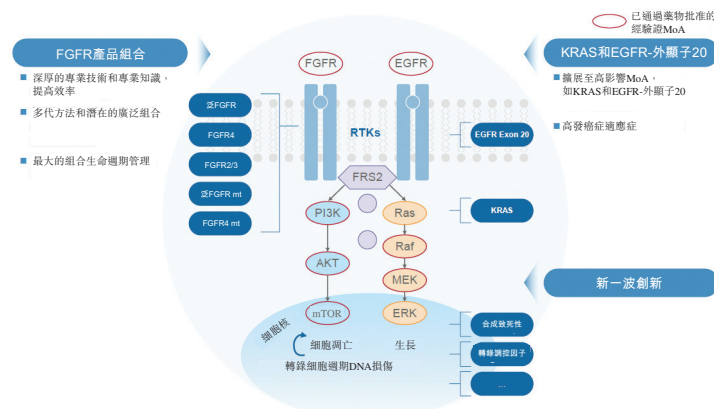 已通過藥物批准的
經驗證MoA
FGFR產品組合
深厚的專業技術和專業知識，
提高效率
多代方法和潛在的廣泛組合
最大的組合生命週期管理
泛FGFR
FGFR4
FGFR2/3
泛FGFR mt
FGFR4 mt
FGFR
EGFR
RTKs
FRS2
PI3K
Ras
Raf
AKT
MEK
mTOR
ERK
細胞核
細胞凋亡
生長
轉錄細胞週期DNA損傷
KRAS和EGFR-外顯子20
擴展至高影響MoA，
如KRAS和EGFR-外顯子20
高發癌症適應症
EGFR Exon 20
KRAS
新一波創新
合成致死性
轉錄調控因子
...